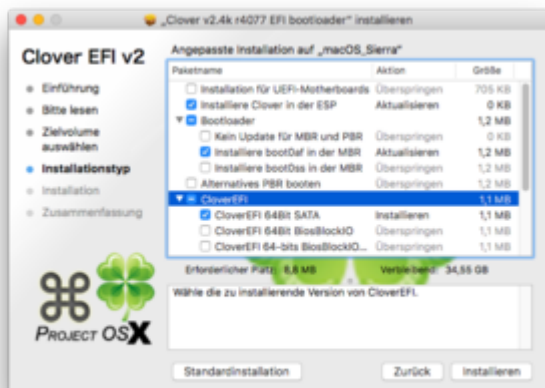 „Clover v2.4k r4077 EFI bootloader“ installieren
Clover EFI v2
Angepasste Installation auf „macOS_Sierra“
Einführung
Bitte lesen
Zielvolume
auswählen
Installationstyp
Installation
Zusammenfassung
Paketname Aktion Größe
Installation für UEFI-Motherboards Überspringen 705 KB
Installiere Clover in der ESP Aktualisieren 0 KB
Bootloader 1,2 MB
Kein Update für MBR und PBR Überspringen 0 KB
Installiere boot0af in der MBR Aktualisieren 1,2 MB
Installiere boot0ss in der MBR Überspringen 1,2 MB
Alternatives PBR booten Überspringen 1,2 MB
CloverEFI 1,1 MB
CloverEFI 64Bit SATA Installieren 1,1 MB
CloverEFI 64Bit BiosBlockIO Überspringen 1,1 MB
CloverEFI 64-bits BiosBlockIO... Überspringen 1,1 MB
Erforderlicher Platz: 8,8 MB Verbleibend: 34,55 GB
Wähle die zu installierende Version von CloverEFI.
PROJECT OSX
Standardinstallation Zurück Installieren